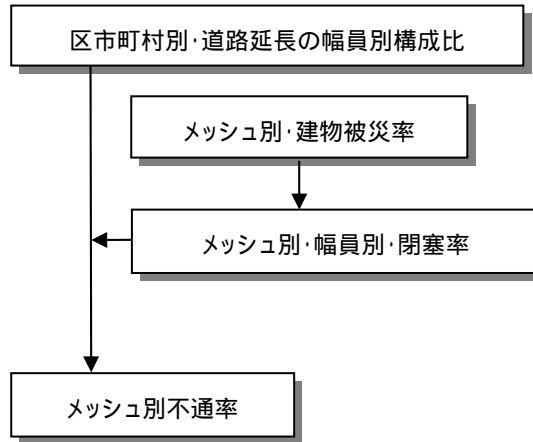 区市町村別・道路延長の幅員別構成比
メッシュ別・建物被災率
メッシュ別・幅員別・閉塞率
メッシュ別不通率